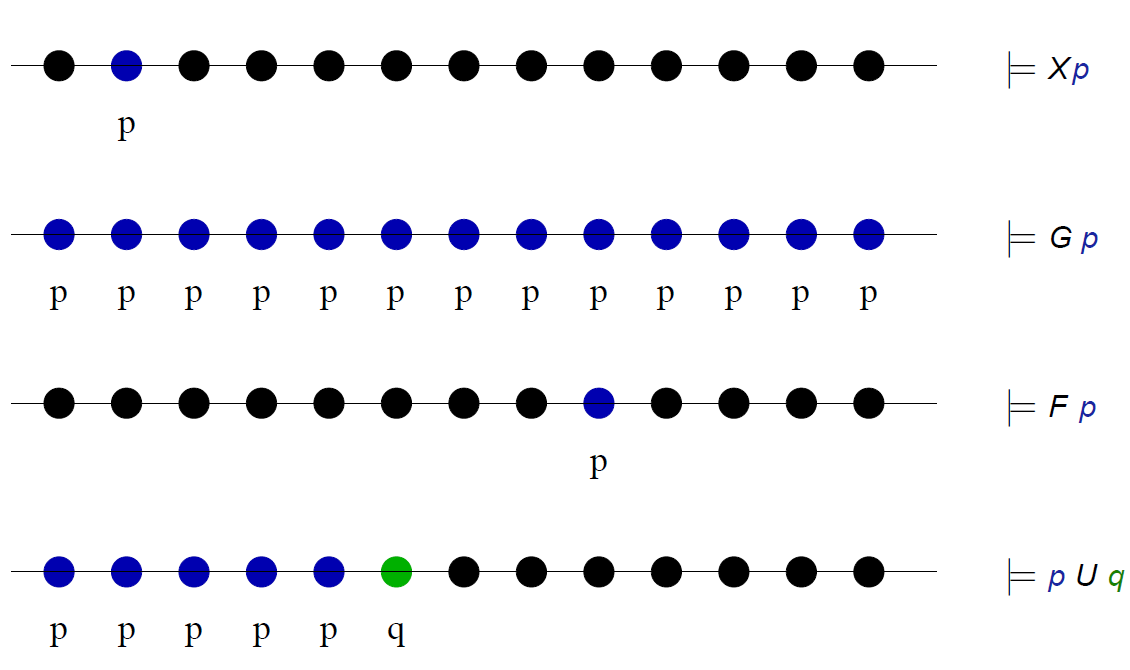 ⊨ Xp
p
⊨ G p
p p p p p p p p p p p p p
⊨ F p
p
⊨ p U q
p p p p p q